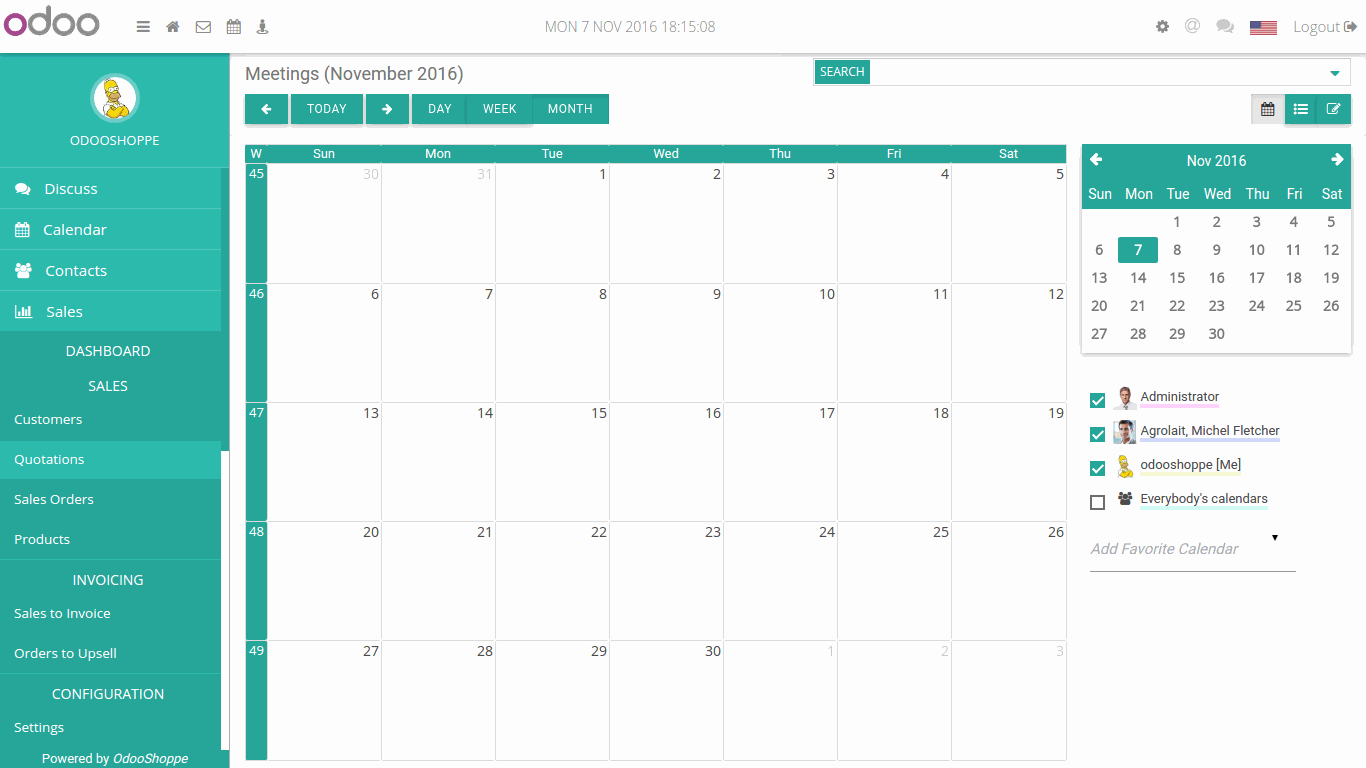 odoo
MON 7 NOV 2016 18:15:08
@
Logout
ODOOSHOPPE
Discuss
Calendar
Contacts
Sales
DASHBOARD
SALES
Customers
Quotations
Sales Orders
Products
INVOICING
Sales to Invoice
Orders to Upsell
CONFIGURATION
Settings
Powered by OdooShoppe
Meetings (November 2016)
SEARCH
TODAY DAY WEEK MONTH
W Sun Mon Tue Wed Thu Fri Sat
45 30 31 1 2 3 4 5
46 6 7 8 9 10 11 12
47 13 14 15 16 17 18 19
48 20 21 22 23 24 25 26
49 27 28 29 30 1 2 3
Nov 2016
Sun Mon Tue Wed Thu Fri Sat
1 2 3 4 5
6 7 8 9 10 11 12
13 14 15 16 17 18 19
20 21 22 23 24 25 26
27 28 29 30
Administrator
Agrolait, Michel Fletcher
odooshoppe [Me]
Everybody's calendars
Add Favorite Calendar